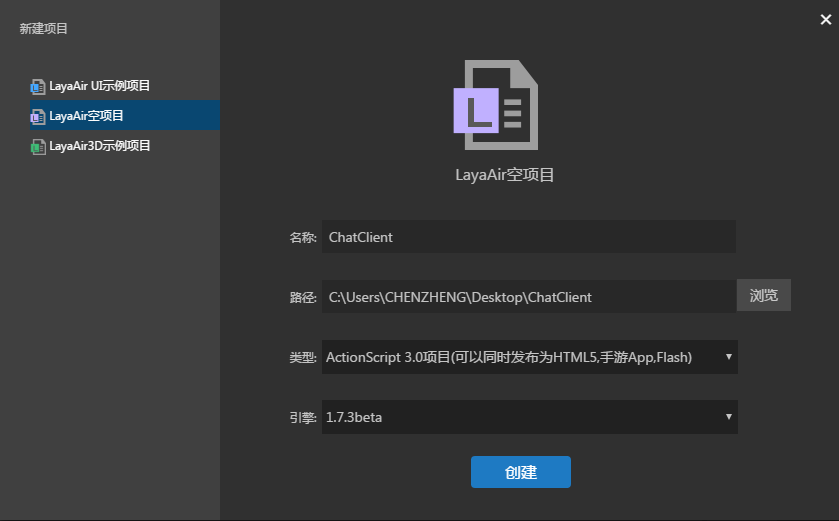 新建项目
LayaAir UI示例项目
LayaAir空项目
LayaAir3D示例项目
LayaAir空项目
名称: ChatClient
路径: C:\Users\CHENZHENG\Desktop\ChatClient 浏览
类型: ActionScript 3.0项目(可以同时发布为HTML5,手游App,Flash)
引擎: 1.7.3beta
创建